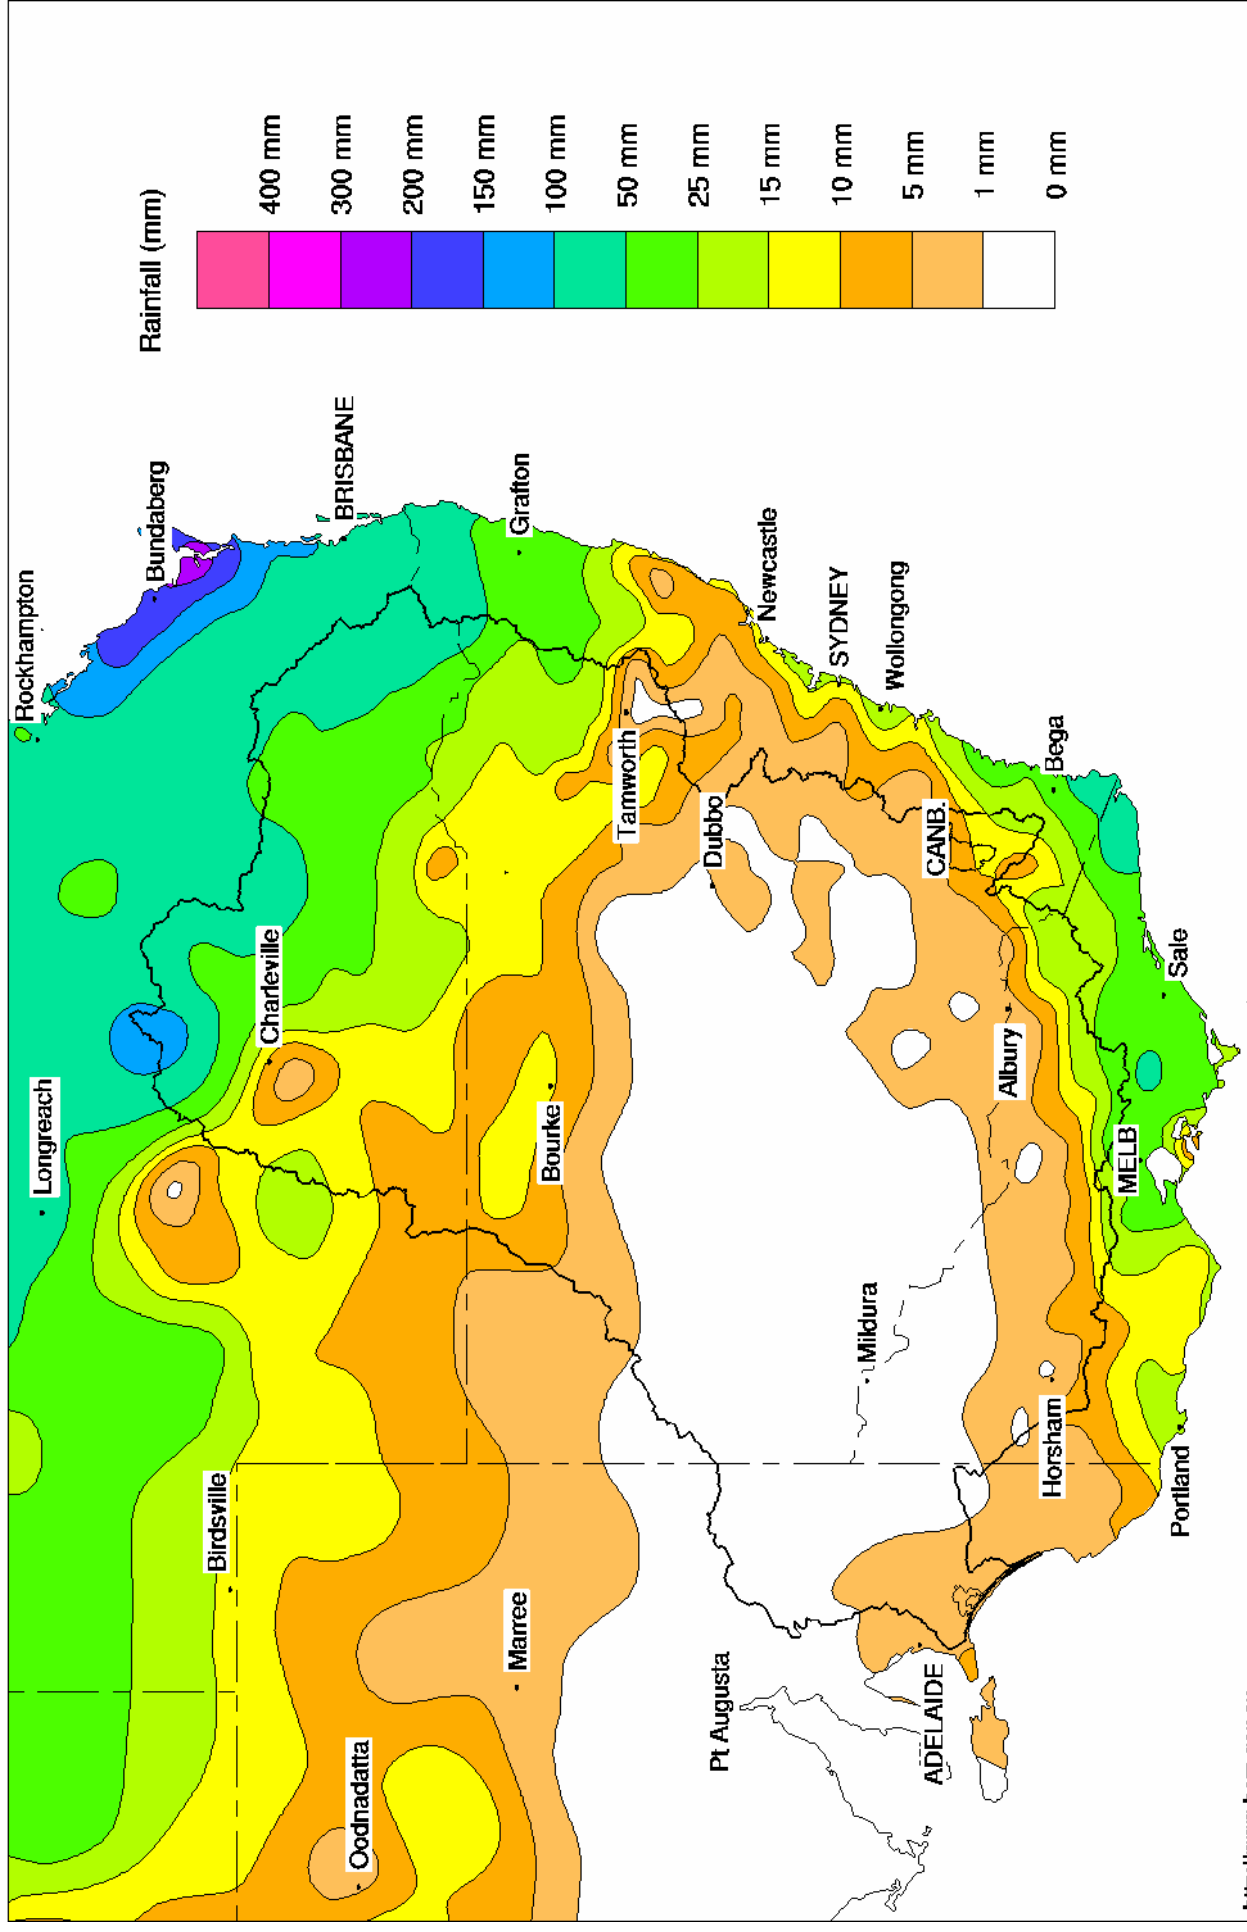 Rockhampton
Longreach
Bundaberg
Birdsville
Charleville
BRISBANE
Oodnadatta
Marree
Grafton
Bourke
Tamworth
Dubbo
Pt Augusta
Newcastle
SYDNEY
Mildura
Wollongong
ADELAIDE
CANB.
Albury
Horsham
Bega
MELB
Sale
Portland
Rainfall (mm)
400 mm
300 mm
200 mm
150 mm
100 mm
50 mm
25 mm
15 mm
10 mm
5 mm
1 mm
0 mm